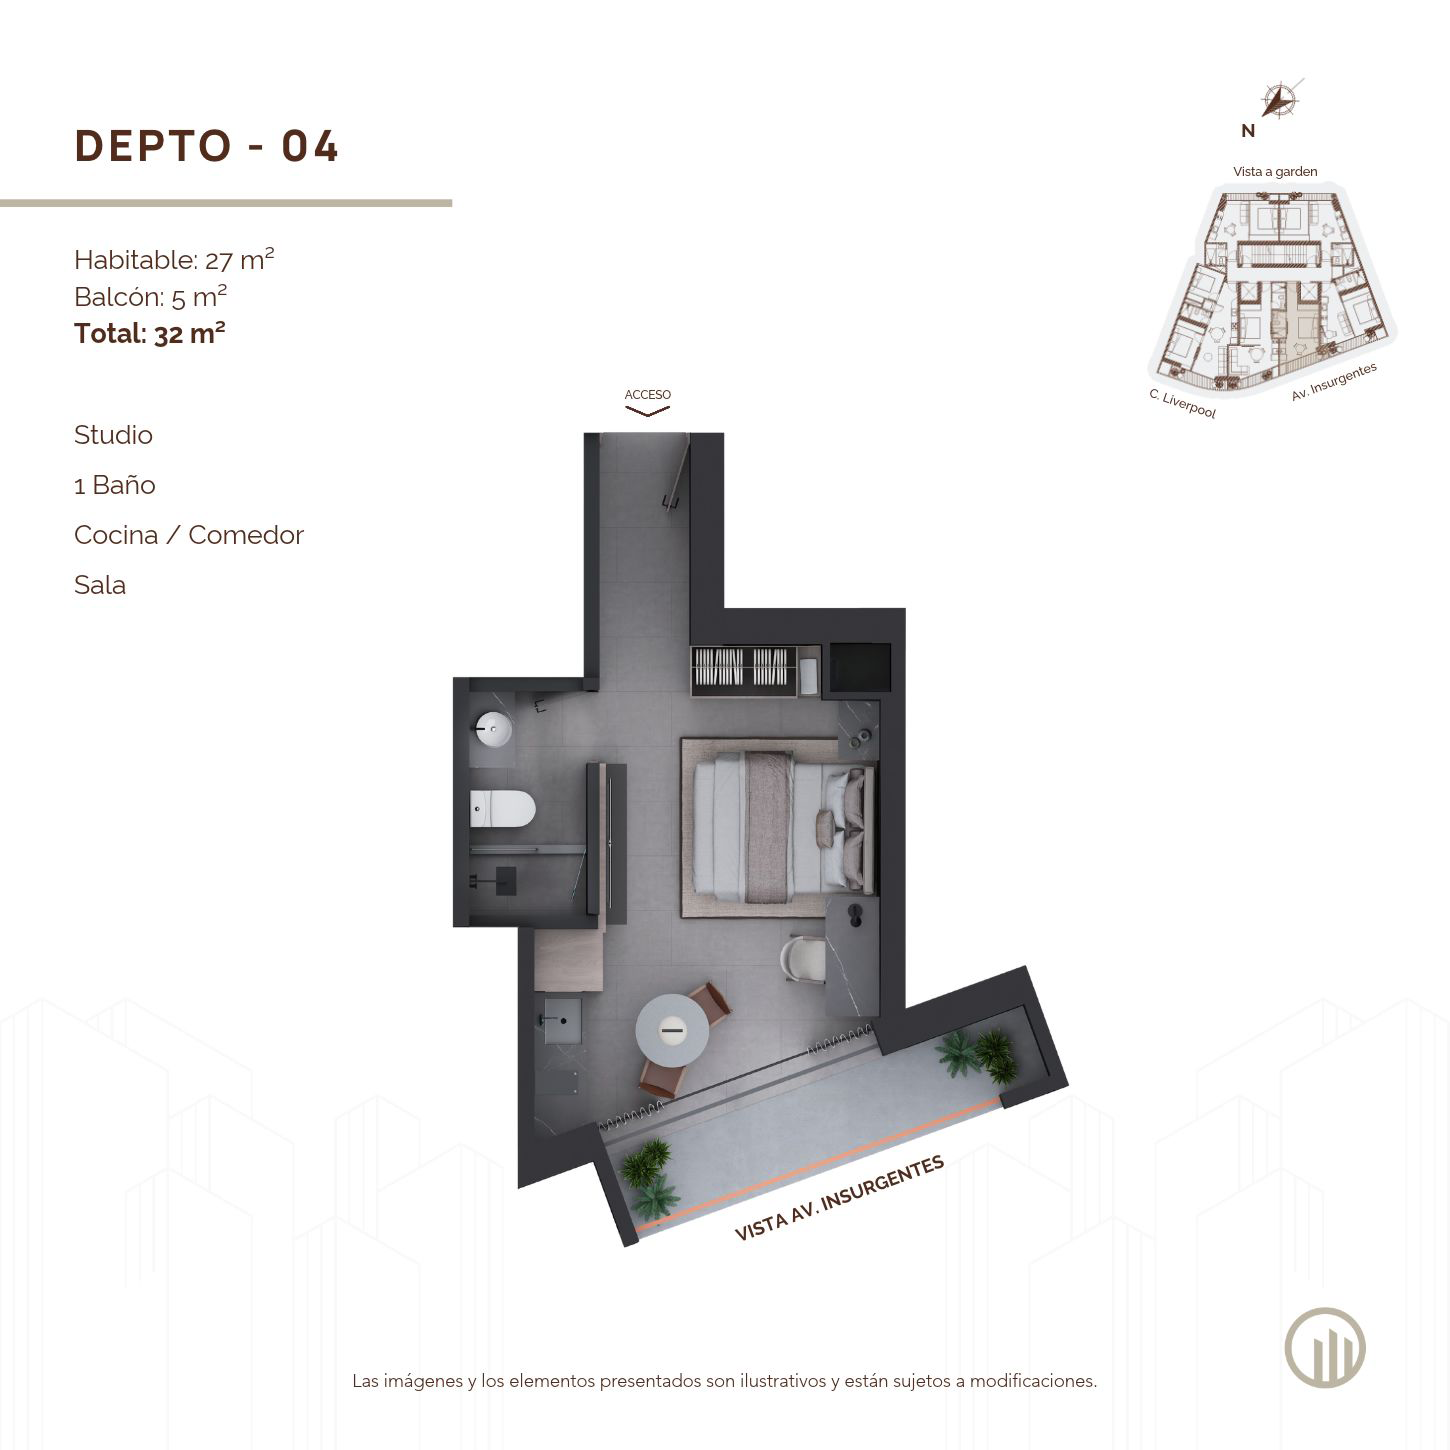 DEPTO - 04
Habitable: 27 m²
Balcón: 5 m²
Total: 32 m²
Studio
1 Baño
Cocina / Comedor
Sala
N
Vista a garden
C. Liverpool
Av. Insurgentes
ACCESO
VISTA AV. INSURGENTES
Las imágenes y los elementos presentados son ilustrativos y están sujetos a modificaciones.